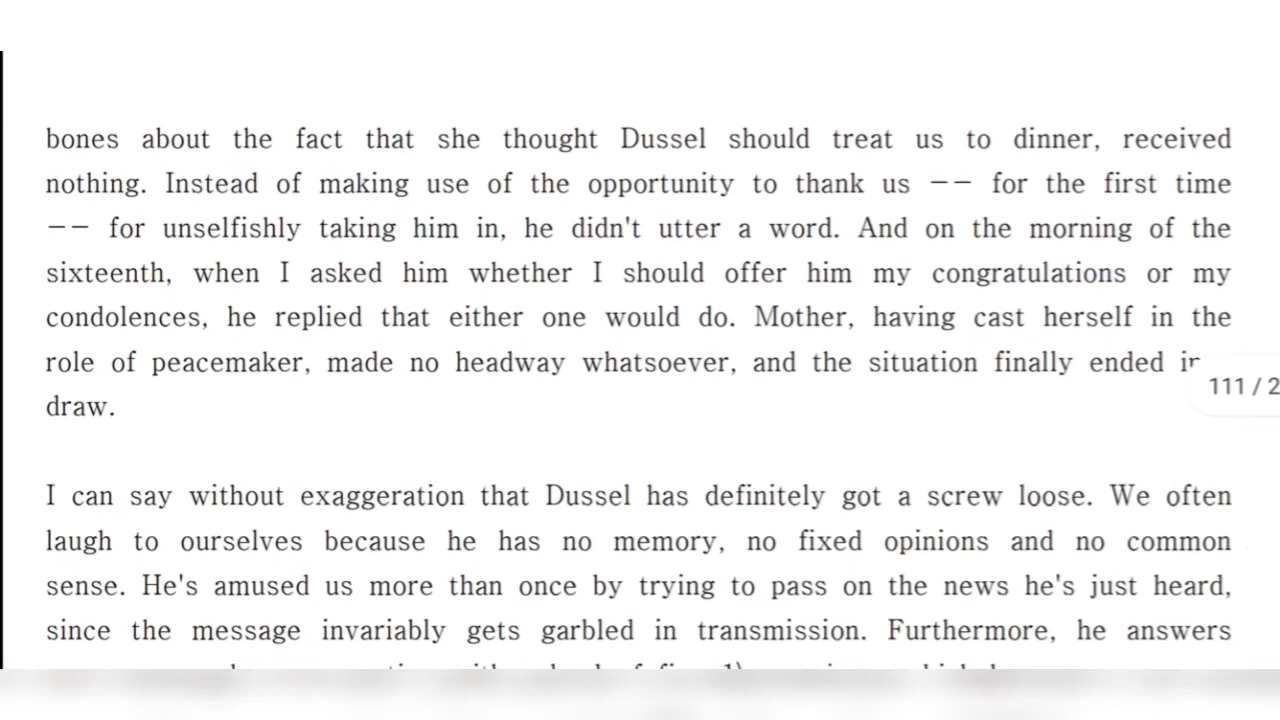 bones about the fact that she thought Dussel should treat us to dinner, received
nothing. Instead of making use of the opportunity to thank us -- for the first time
-- for unselfishly taking him in, he didn't utter a word. And on the morning of the
sixteenth, when I asked him whether I should offer him my congratulations or my
condolences, he replied that either one would do. Mother, having cast herself in the
role of peacemaker, made no headway whatsoever, and the situation finally ended
111 / 2
draw.
I can say without exaggeration that Dussel has definitely got a screw loose. We often
laugh to ourselves because he has no memory, no fixed opinions and no common
sense. He's amused us more than once by trying to pass on the news he's just heard,
since the message invariably gets garbled in transmission. Furthermore, he answers